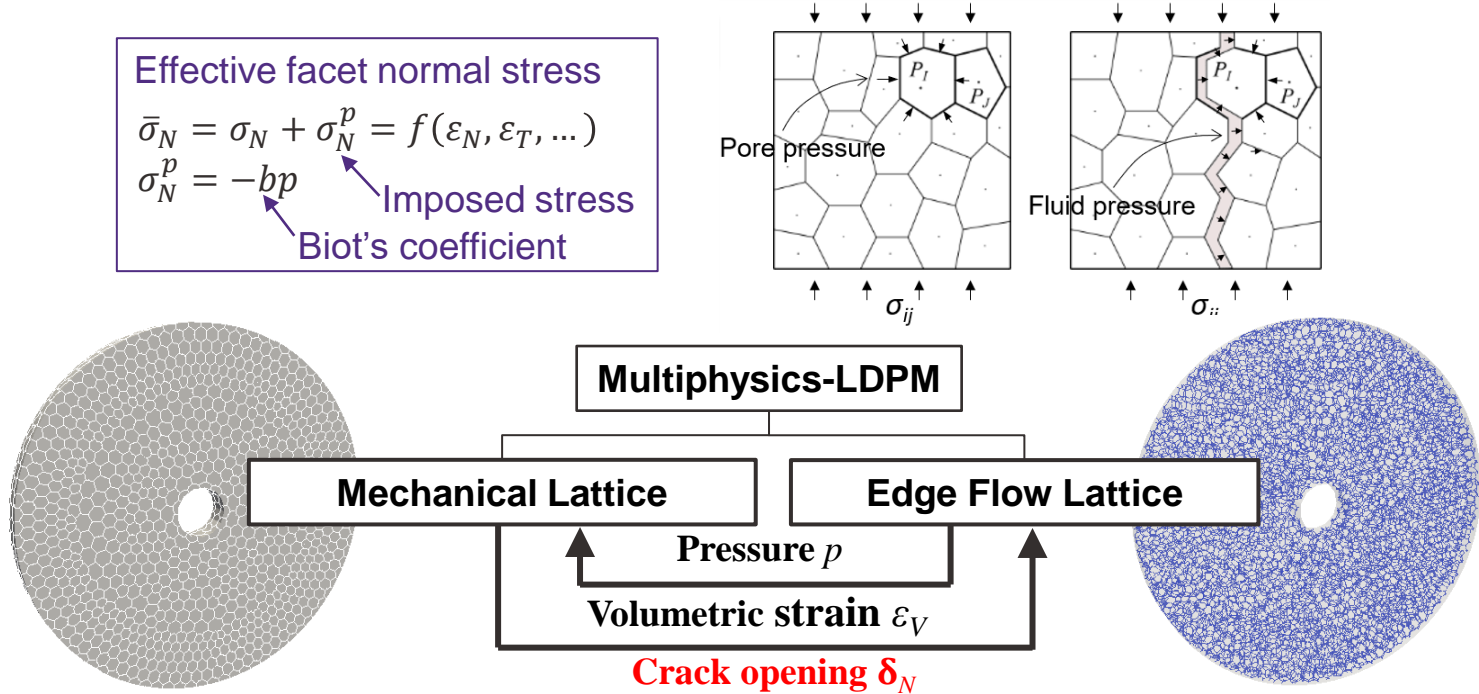 Effective facet normal stress
σ̄_N = σ_N + σ_N^p = f(ε_N, ε_T, …)
σ_N^p = −bp
Imposed stress
Biot's coefficient
P_I
P_J
Pore pressure
σ_ij
P_I
P_J
Fluid pressure
Multiphysics-LDPM
Mechanical Lattice
Edge Flow Lattice
Pressure p
Volumetric strain ε_V
Crack opening δ_N